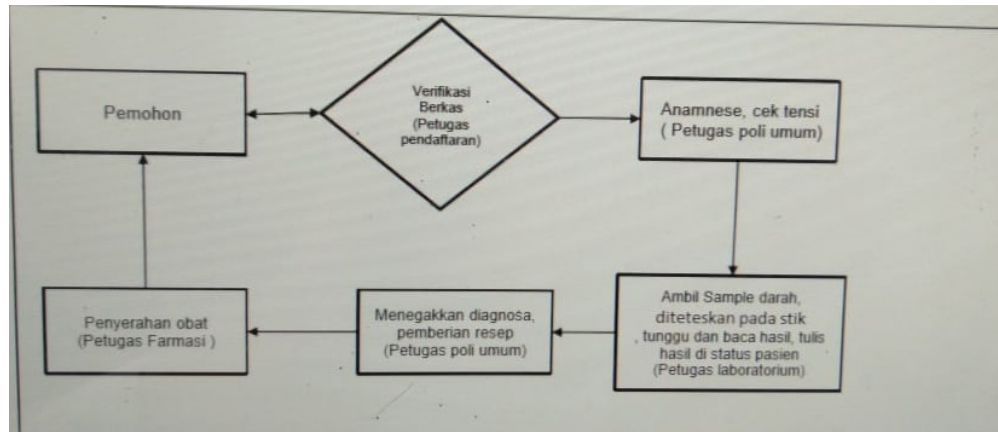 Pemohon
Verifikasi
Berkas
(Petugas
pendaftaran)
Anamnese, cek tensi
( Petugas poli umum)
Ambil Sample darah,
diteteskan pada stik
, tunggu dan baca hasil, tulis
hasil di status pasien
(Petugas laboratorium)
Menegakkan diagnosa,
pemberian resep
(Petugas poli umum)
Penyerahan obat
(Petugas Farmasi )